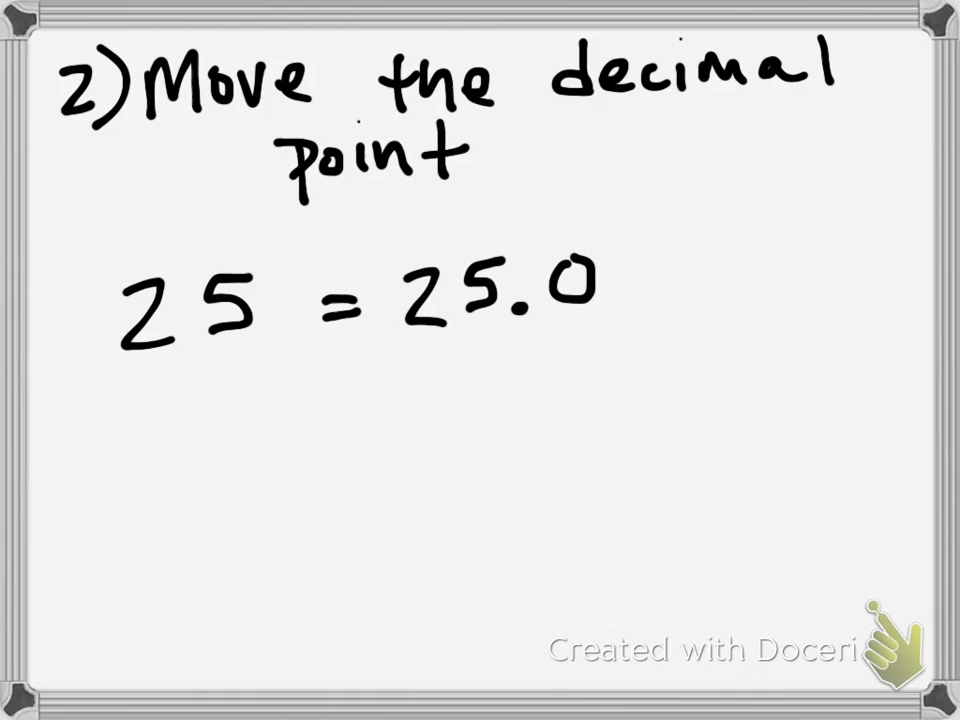 2) Move the decimal
point
25 = 25.0
Created with Doceri